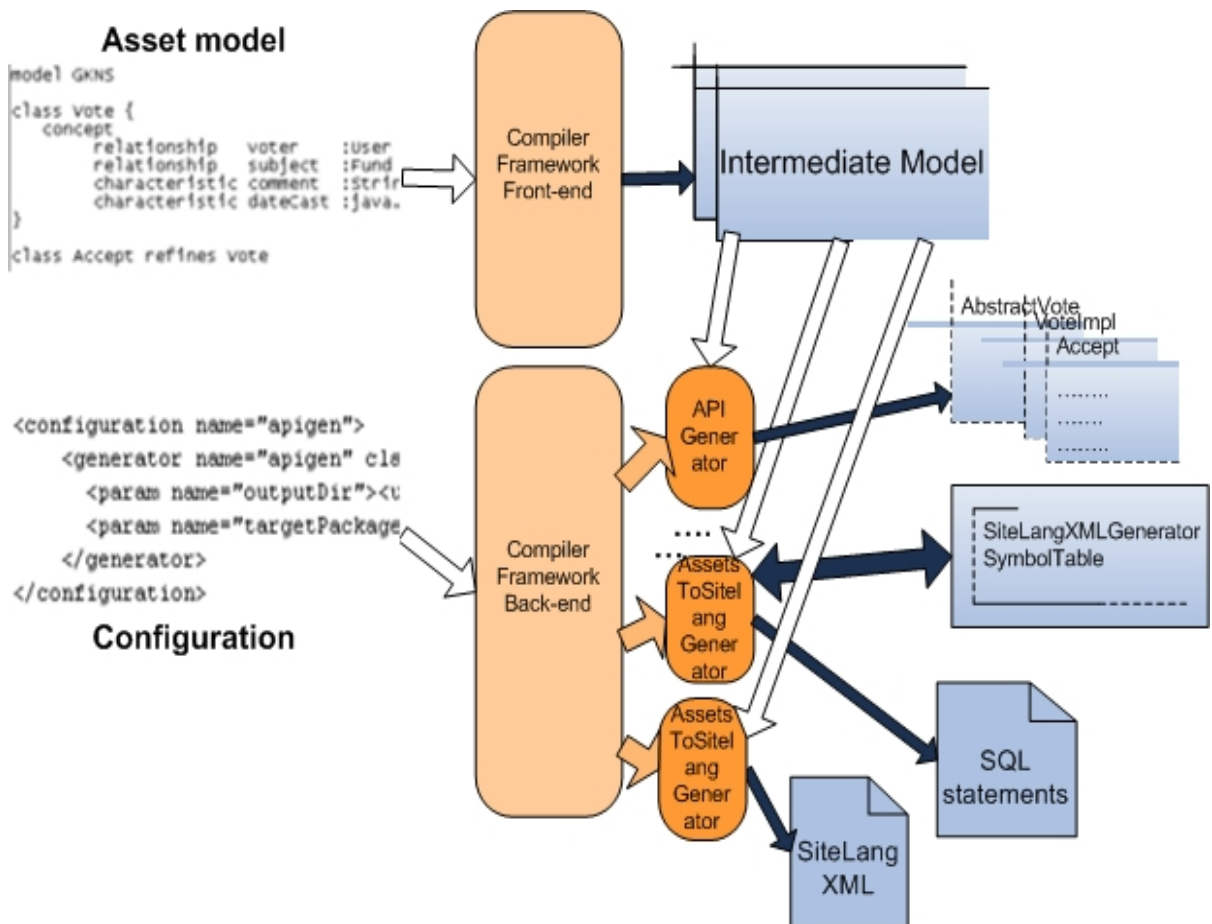 Asset model
model GKNS
class Vote {
concept
relationship voter :User
relationship subject :Fund
characteristic comment :Strin
characteristic dateCast :java.
}
class Accept refines Vote
Compiler
Framework
Front-end
Intermediate Model
AbstractVote
VoteImpl
Accept
........
.......
........
<configuration name="apigen">
<generator name="apigen" cla
<param name="outputDir"><u
<param name="targetPackage
</generator>
</configuration>
Configuration
Compiler
Framework
Back-end
API
Gener
ator
.....
.....
Assets
ToSitel
ang
Gener
ator
SiteLangXMLGenerator
SymbolTable
Assets
ToSitel
ang
Gener
ator
SQL
statements
SiteLang
XML